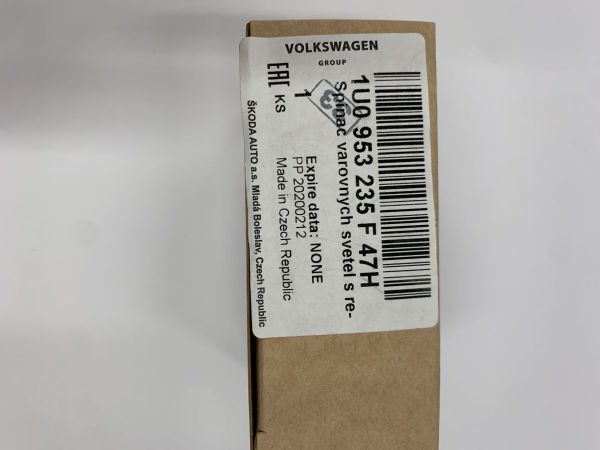 VOLKSWAGEN
GROUP
1U0 953 235 F 47H
Spinac varovnych svetel s re-
33
1
KS
EAC
Expire data: NONE
PP 20200212
Made in Czech Republic
ŠKODA AUTO a.s. Mladá Boleslav, Czech Republic